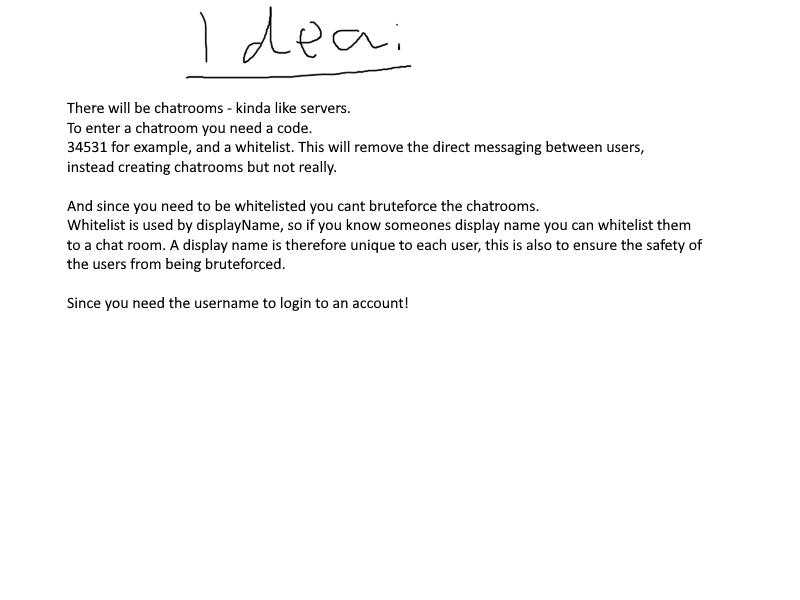 Idea:
There will be chatrooms - kinda like servers.
To enter a chatroom you need a code.
34531 for example, and a whitelist. This will remove the direct messaging between users,
instead creating chatrooms but not really.
And since you need to be whitelisted you cant bruteforce the chatrooms.
Whitelist is used by displayName, so if you know someones display name you can whitelist them
to a chat room. A display name is therefore unique to each user, this is also to ensure the safety of
the users from being bruteforced.
Since you need the username to login to an account!